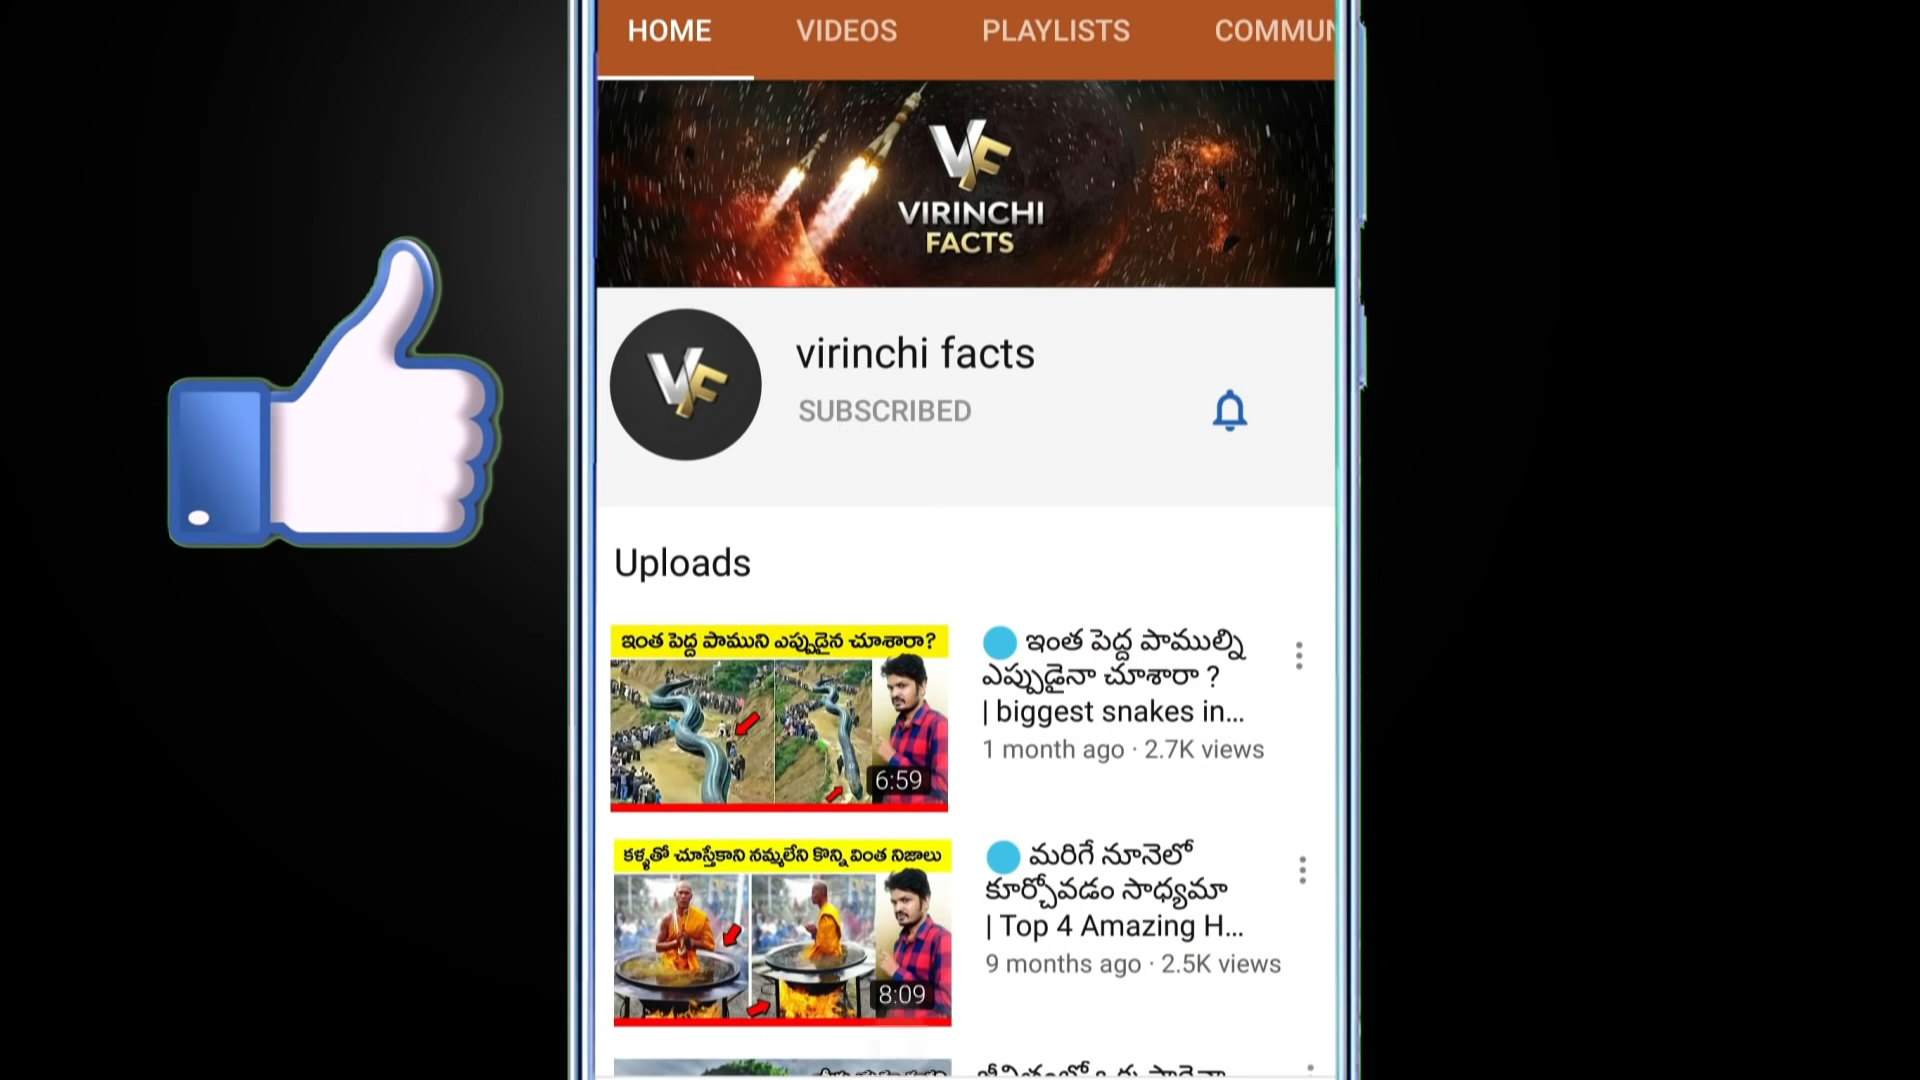 HOME VIDEOS PLAYLISTS COMMUN
VF
VIRINCHI
FACTS
VF
virinchi facts
SUBSCRIBED
Uploads
ఇంత పెద్ద పాముని ఎప్పుడైన చూశారా?
6:59
ఇంత పెద్ద పాముల్ని
ఎప్పుడైనా చూశారా ?
| biggest snakes in...
1 month ago · 2.7K views
కళ్ళతో చూస్తేకాని నమ్మలేని కొన్ని వింత నిజాలు
8:09
మరిగే నూనెలో
కూర్చోవడం సాధ్యమా
| Top 4 Amazing H...
9 months ago · 2.5K views